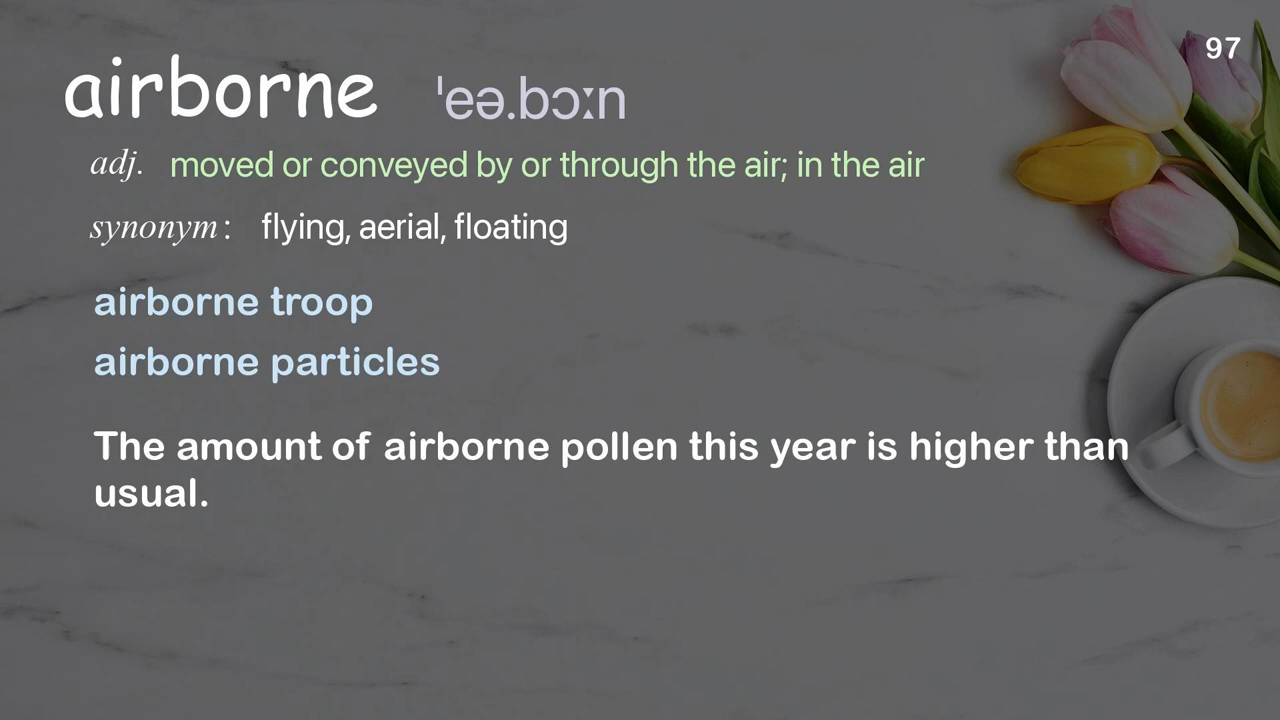 97
airborne ˈeə.bɔːn
adj. moved or conveyed by or through the air; in the air
synonym: flying, aerial, floating
airborne troop
airborne particles
The amount of airborne pollen this year is higher than
usual.